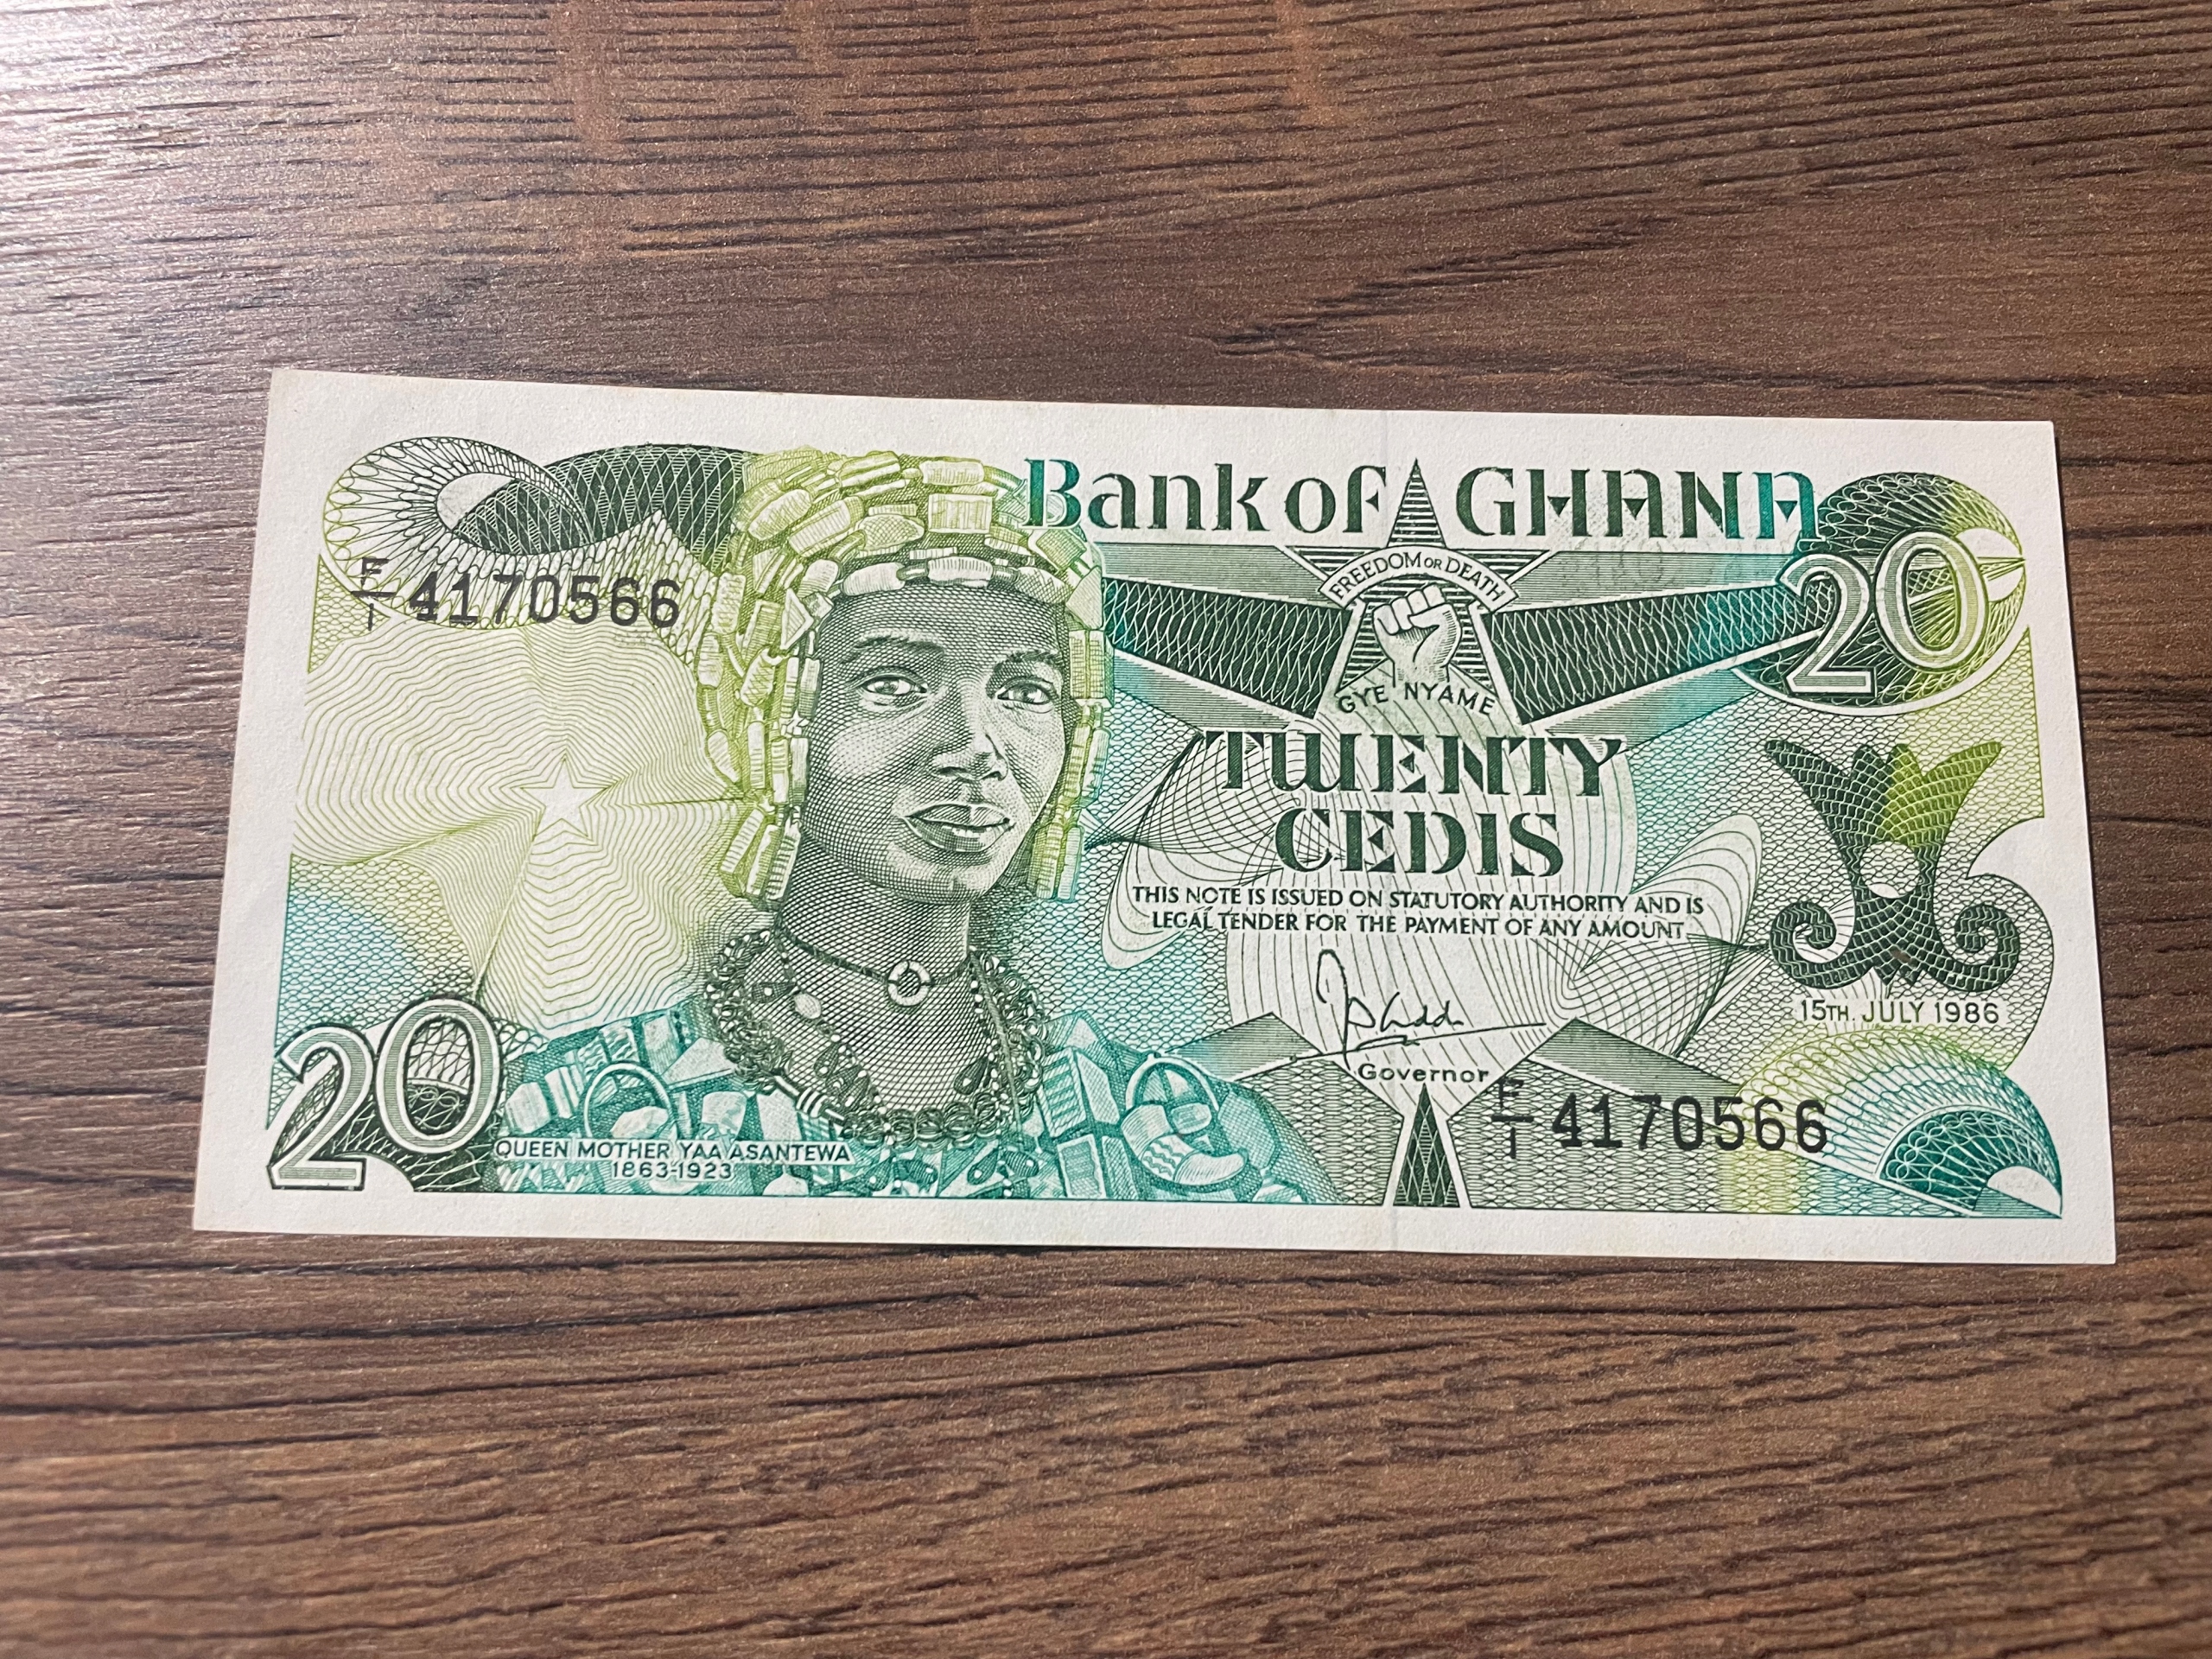 Bank of GHANA
20
FREEDOM OR DEATH
F/1 4170566
GYE NYAME
TWENTY
CEDIS
THIS NOTE IS ISSUED ON STATUTORY AUTHORITY AND IS
LEGAL TENDER FOR THE PAYMENT OF ANY AMOUNT
15TH. JULY 1986
Governor
20
F/1 4170566
QUEEN MOTHER YAA ASANTEWA
1863-1923